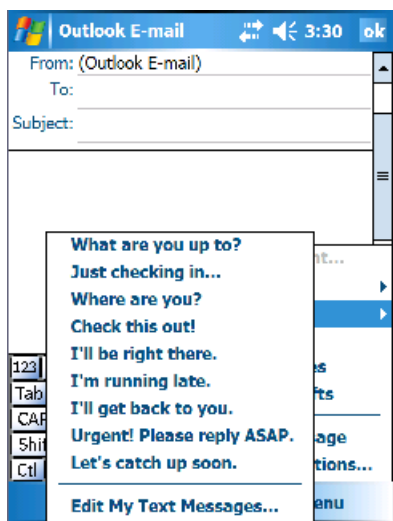 Outlook E-mail 3:30 ok
From: (Outlook E-mail)
To:
Subject:
What are you up to?
Just checking in...
Where are you?
Check this out!
I'll be right there.
I'm running late.
I'll get back to you.
Urgent! Please reply ASAP.
Let's catch up soon.
Edit My Text Messages...
123
Tab
Ctl